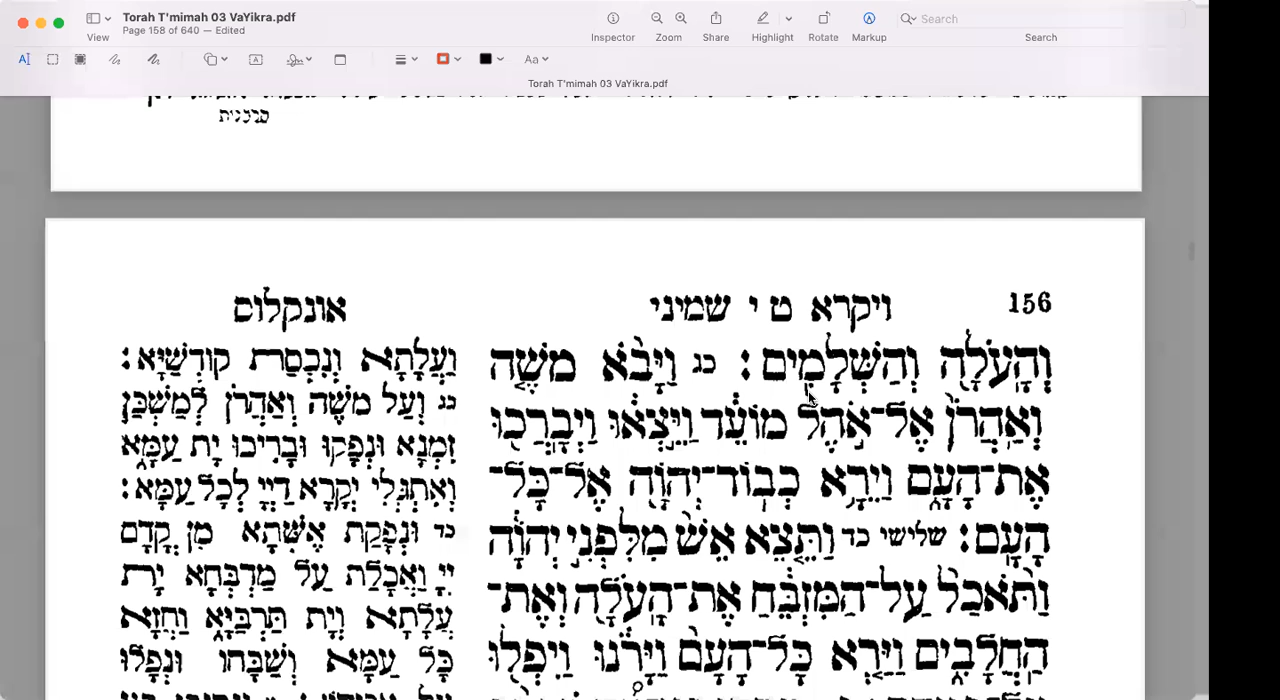 Torah T'mimah 03 VaYikra.pdf
Page 158 of 640 — Edited
View
Inspector
Zoom
Share
Highlight
Rotate
Markup
Search
Search
Aa
Torah T'mimah 03 VaYikra.pdf
156
ויקרא ט י שמיני
אונקלוס
וְהָעֹלָה וְהַשְּׁלָמִים׃ כג וַיָּבֹא מֹשֶׁה
וְאַהֲרֹן אֶל־אֹהֶל מוֹעֵד וַיֵּצְאוּ וַיְבָרְכוּ
אֶת־הָעָם וַיֵּרָא כְבוֹד־יְהוָה אֶל־כָּל־
הָעָם׃ שלישי כד וַתֵּצֵא אֵשׁ מִלִּפְנֵי יְהוָה
וַתֹּאכַל עַל־הַמִּזְבֵּחַ אֶת־הָעֹלָה וְאֶת־
הַחֲלָבִים וַיַּרְא כָּל־הָעָם וַיָּרֹנּוּ וַיִּפְּלוּ
וַעֲלָתָא וְנִכְסַת קוּדְשַׁיָּא׃
כג וְעַל מֹשֶׁה וְאַהֲרֹן לְמַשְׁכַּן
זִמְנָא וּנְפָקוּ וּבָרִיכוּ יָת עַמָּא
וְאִתְגְּלִי יְקָרָא דַיְיָ לְכָל עַמָּא׃
כד וּנְפָקַת אֶשָּׁתָא מִן קֳדָם
יְיָ וַאֲכָלַת עַל מַדְבְּחָא יָת
עֲלָתָא וְיָת תַּרְבַּיָּא וַחֲזָא
כָּל עַמָּא וְשַׁבָּחוּ וּנְפָלוּ